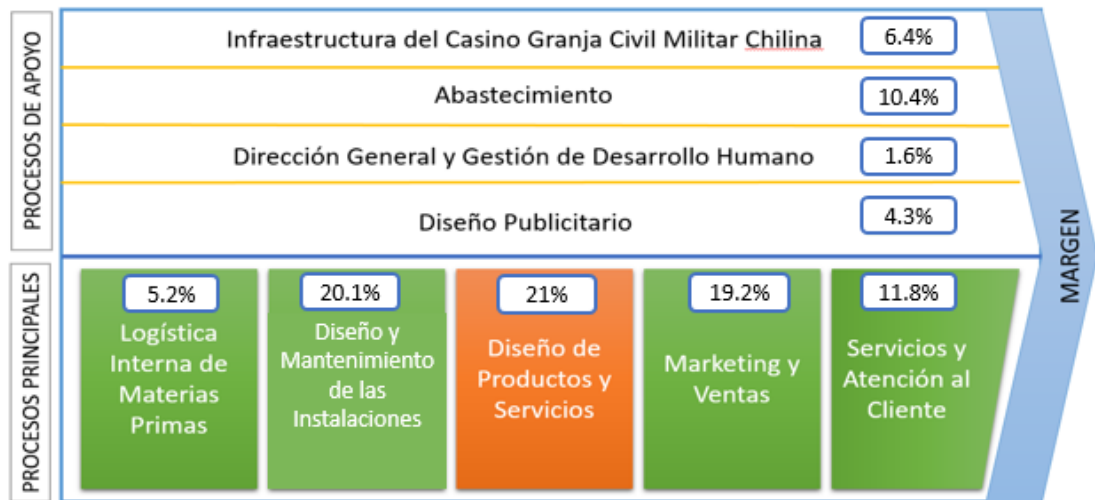 PROCESOS DE APOYO
Infraestructura del Casino Granja Civil Militar Chilina
6.4%
Abastecimiento
10.4%
Dirección General y Gestión de Desarrollo Humano
1.6%
Diseño Publicitario
4.3%
MARGEN
PROCESOS PRINCIPALES
5.2%
Logística
Interna de
Materias
Primas
20.1%
Diseño y
Mantenimiento
de las
Instalaciones
21%
Diseño de
Productos y
Servicios
19.2%
Marketing y
Ventas
11.8%
Servicios y
Atención al
Cliente